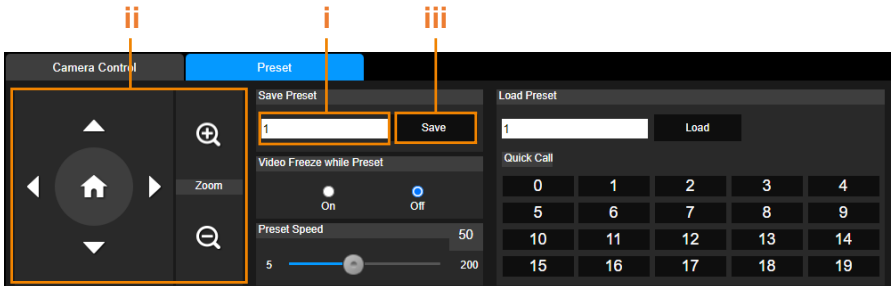 ii i iii
Camera Control Preset
Save Preset
1 Save
Video Freeze while Preset
On Off
Preset Speed 50
5 200
Zoom
Load Preset
1 Load
Quick Call
0 1 2 3 4
5 6 7 8 9
10 11 12 13 14
15 16 17 18 19